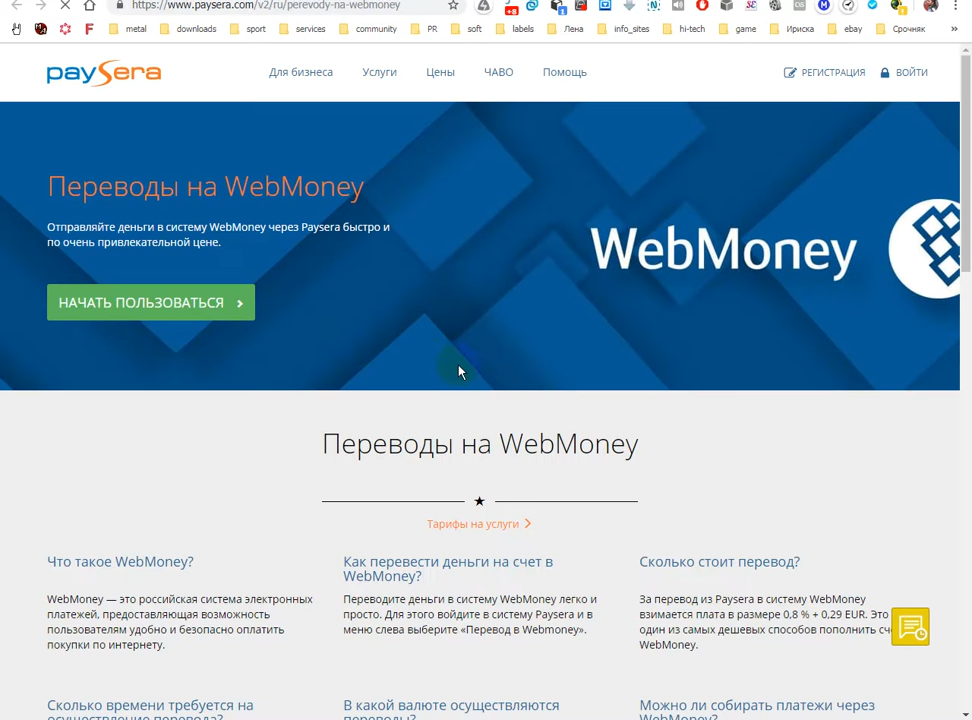 https://www.paysera.com/v2/ru/perevody-na-webmoney
metal downloads sport services community PR soft labels Лена info_sites hi-tech game Ириска ebay Срочняк »
paysera
Для бизнеса Услуги Цены ЧАВО Помощь РЕГИСТРАЦИЯ ВОЙТИ
Переводы на WebMoney
Отправляйте деньги в систему WebMoney через Paysera быстро и
по очень привлекательной цене.
WebMoney
НАЧАТЬ ПОЛЬЗОВАТЬСЯ
Переводы на WebMoney
Тарифы на услуги
Что такое WebMoney?
WebMoney — это российская система электронных
платежей, предоставляющая возможность
пользователям удобно и безопасно оплатить
покупки по интернету.
Как перевести деньги на счет в
WebMoney?
Переводите деньги в систему WebMoney легко и
просто. Для этого войдите в систему Paysera и в
меню слева выберите «Перевод в Webmoney».
Сколько стоит перевод?
За перевод из Paysera в систему WebMoney
взимается плата в размере 0,8 % + 0,29 EUR. Это
один из самых дешевых способов пополнить сч
WebMoney.
Сколько времени требуется на
осуществление перевода?
В какой валюте осуществляются
переводы?
Можно ли собирать платежи через
WebMoney?